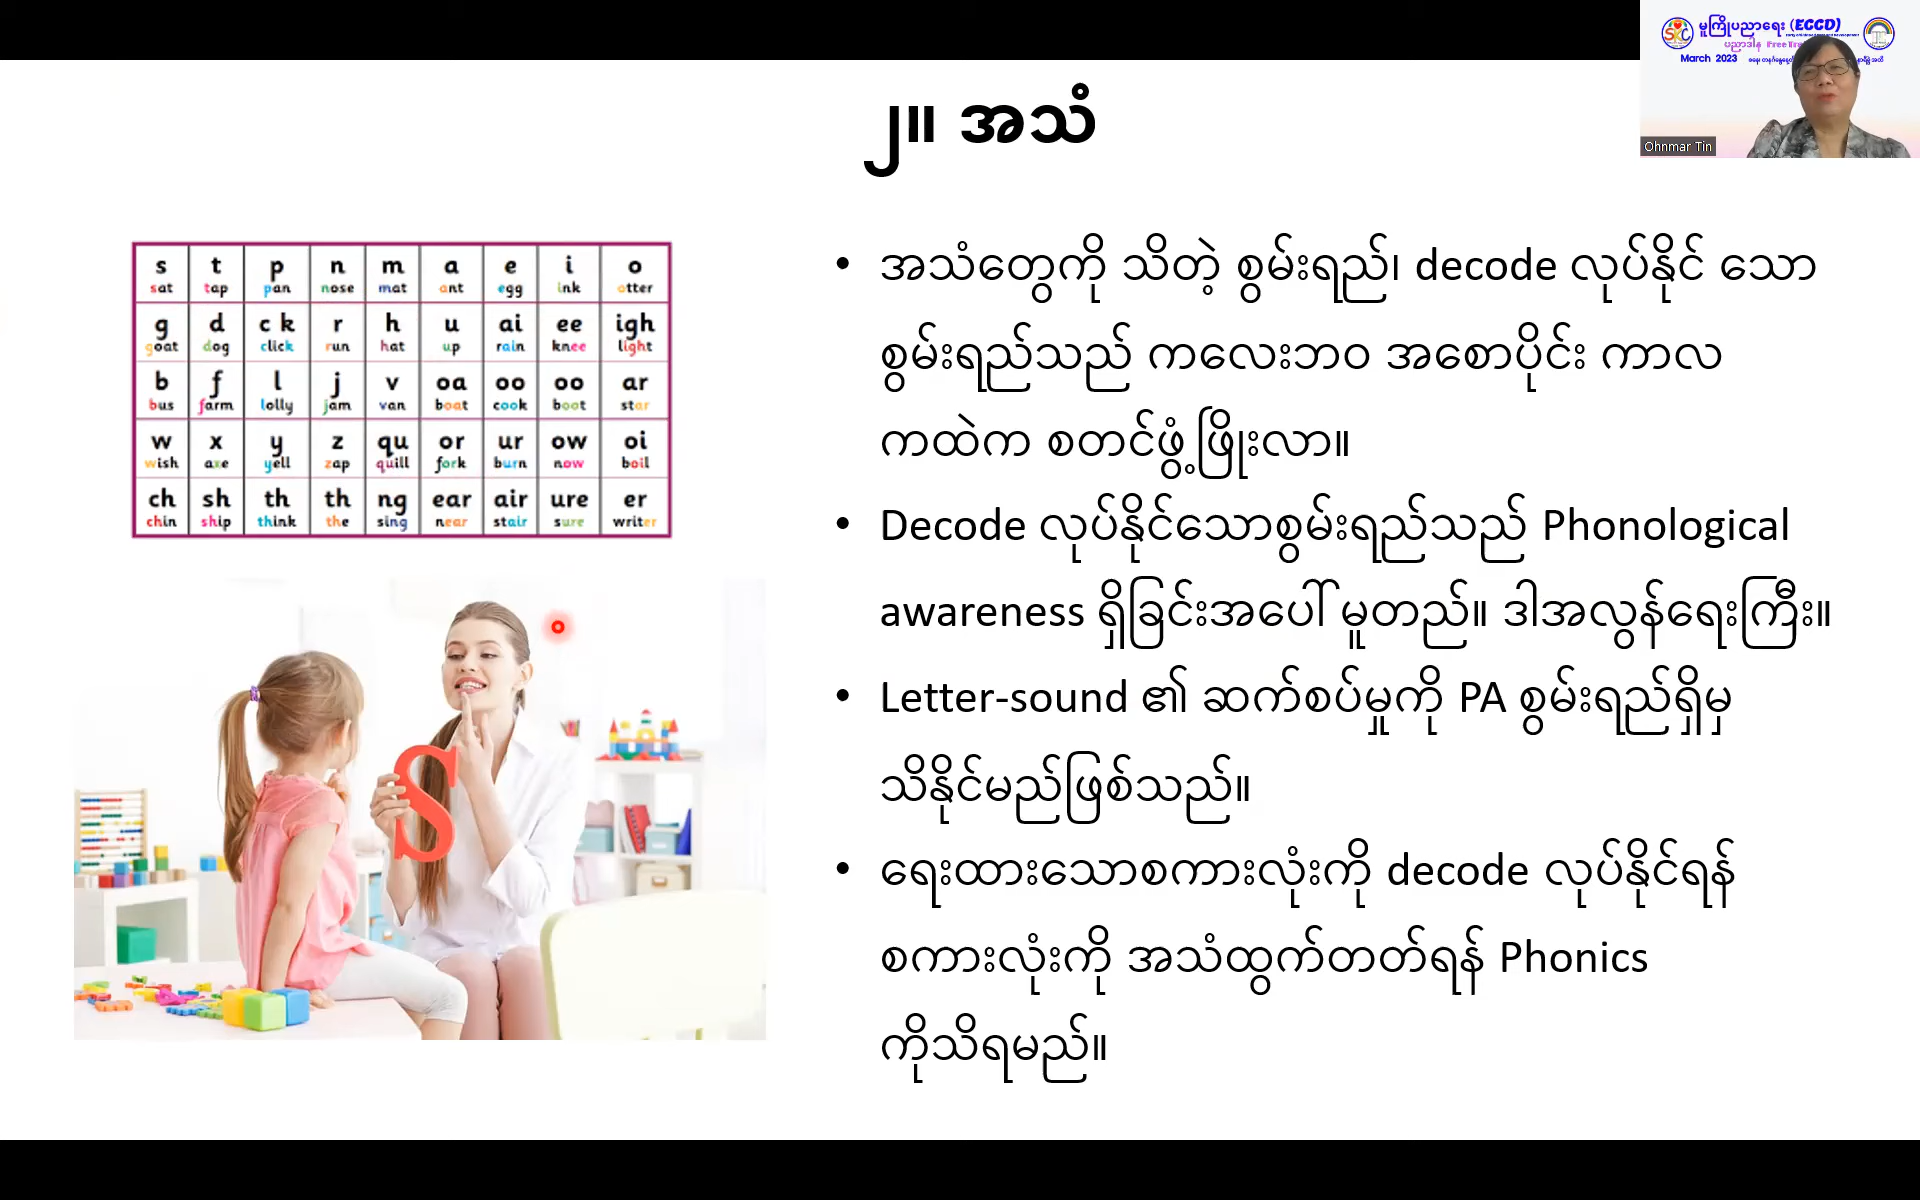 မူကြိုပညာရေး (ECCD)
March 2023
Ohnmar Tin
၂။ အသံ
s t p n m a e i o
sat tap pan nose mat ant egg ink otter
g d c k r h u ai ee igh
goat dog click run hat up rain knee light
b f l j v oa oo oo ar
bus farm lolly jam van boat cook boot star
w x y z qu or ur ow oi
wish axe yell zap quill fork burn now boil
ch sh th th ng ear air ure er
chin ship think the sing near stair sure writer
S
• အသံတွေကို သိတဲ့ စွမ်းရည်၊ decode လုပ်နိုင် သော
စွမ်းရည်သည် ကလေးဘဝ အစောပိုင်း ကာလ
ကထဲက စတင်ဖွံ့ဖြိုးလာ။
• Decode လုပ်နိုင်သောစွမ်းရည်သည် Phonological
awareness ရှိခြင်းအပေါ် မူတည်။ ဒါအလွန်ရေးကြီး။
• Letter-sound ၏ ဆက်စပ်မှုကို PA စွမ်းရည်ရှိမှ
သိနိုင်မည်ဖြစ်သည်။
• ရေးထားသောစကားလုံးကို decode လုပ်နိုင်ရန်
စကားလုံးကို အသံထွက်တတ်ရန် Phonics
ကိုသိရမည်။